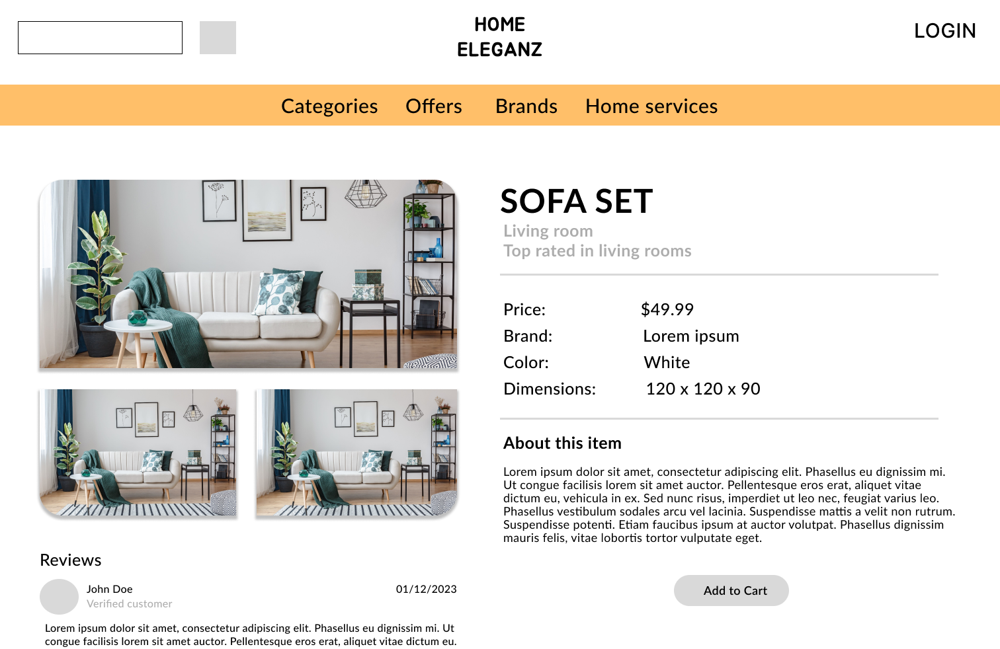 HOME
ELEGANZ
LOGIN
Categories Offers Brands Home services
SOFA SET
Living room
Top rated in living rooms
Price: $49.99
Brand: Lorem ipsum
Color: White
Dimensions: 120 x 120 x 90
About this item
Lorem ipsum dolor sit amet, consectetur adipiscing elit. Phasellus eu dignissim mi.
Ut congue facilisis lorem sit amet auctor. Pellentesque eros erat, aliquet vitae
dictum eu, vehicula in ex. Sed nunc risus, imperdiet ut leo nec, feugiat varius leo.
Phasellus vestibulum sodales arcu vel lacinia. Suspendisse mattis a velit non rutrum.
Suspendisse potenti. Etiam faucibus ipsum at auctor volutpat. Phasellus dignissim
mauris felis, vitae lobortis tortor vulputate eget.
Add to Cart
Reviews
John Doe 01/12/2023
Verified customer
Lorem ipsum dolor sit amet, consectetur adipiscing elit. Phasellus eu dignissim mi. Ut
congue facilisis lorem sit amet auctor. Pellentesque eros erat, aliquet vitae dictum eu.